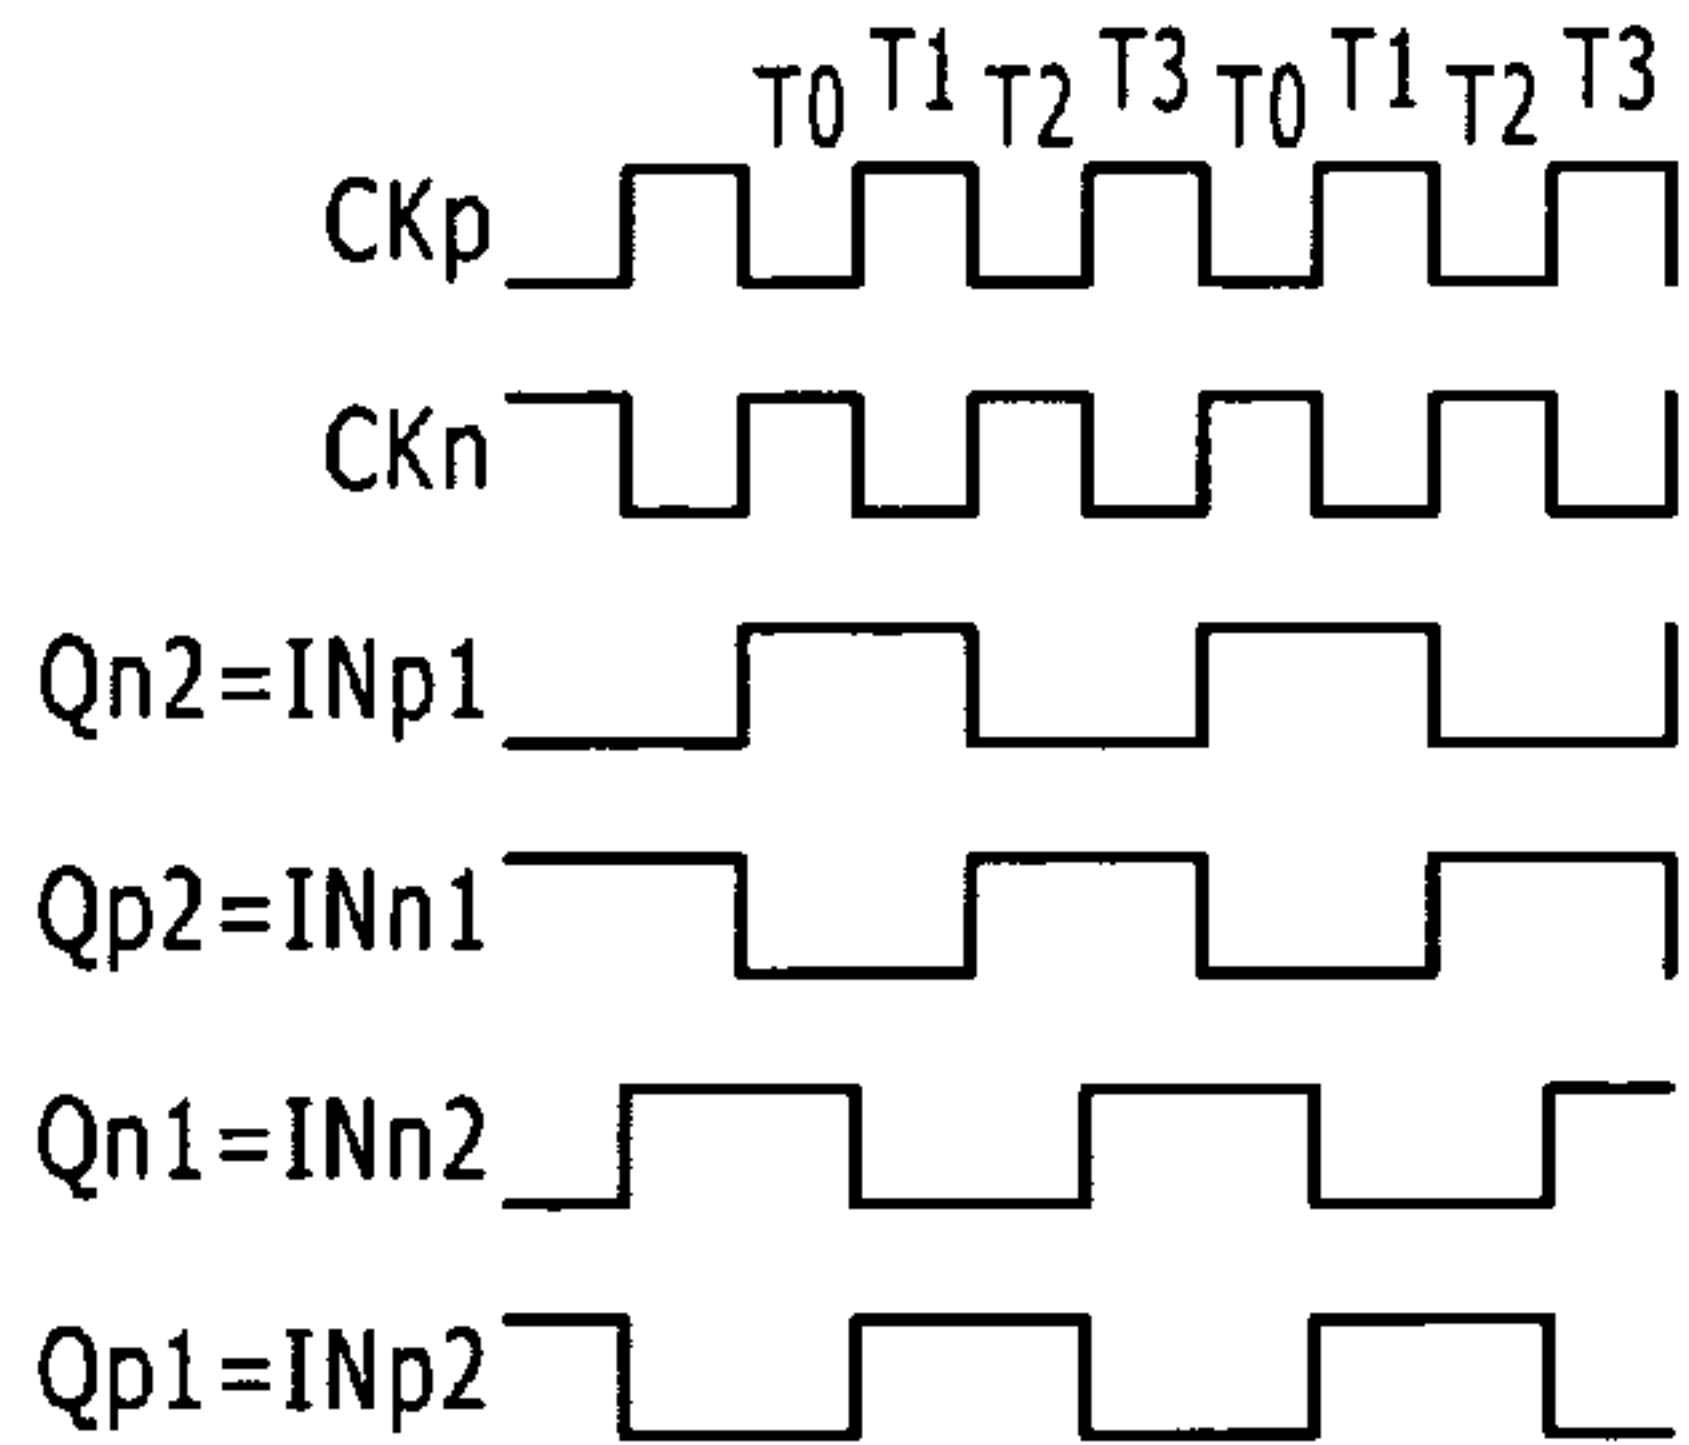 T0 T1 T2 T3 T0 T1 T2 T3
CKp
CKn
Qn2=INp1
Qp2=INn1
Qn1=INn2
Qp1=INp2